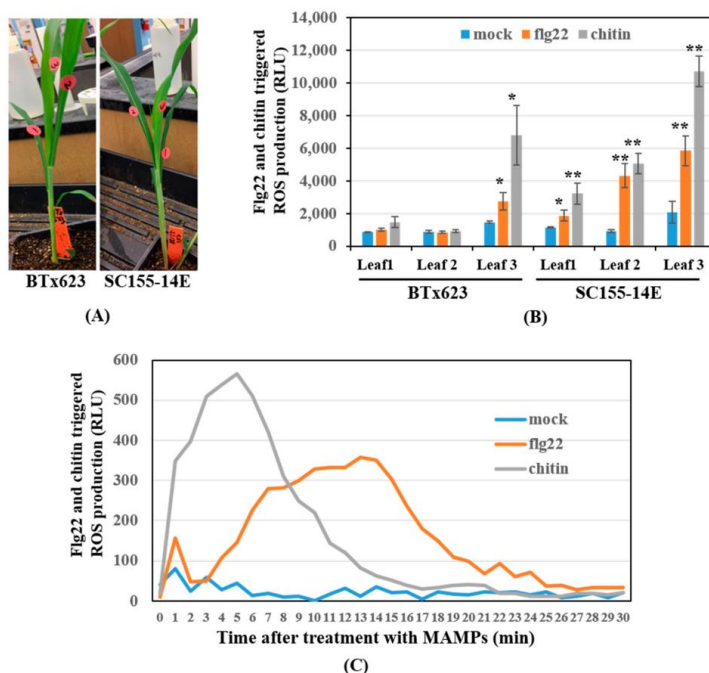 BTx623 SC155-14E
(A)
Flg22 and chitin triggered
ROS production (RLU)
14,000
12,000
10,000
8,000
6,000
4,000
2,000
0
mock flg22 chitin
* * * ** ** ** ** **
Leaf1 Leaf 2 Leaf 3 Leaf1 Leaf 2 Leaf 3
BTx623 SC155-14E
(B)
Flg22 and chitin triggered
ROS production (RLU)
600
500
400
300
200
100
0
mock
flg22
chitin
0 1 2 3 4 5 6 7 8 9 10 11 12 13 14 15 16 17 18 19 20 21 22 23 24 25 26 27 28 29 30
Time after treatment with MAMPs (min)
(C)